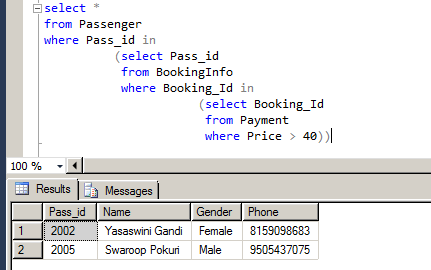 select *
from Passenger
where Pass_id in
(select Pass_id
from BookingInfo
where Booking_Id in
(select Booking_Id
from Payment
where Price > 40))
100 %
Results Messages
Pass_id Name Gender Phone
1 2002 Yasaswini Gandi Female 8159098683
2 2005 Swaroop Pokuri Male 9505437075